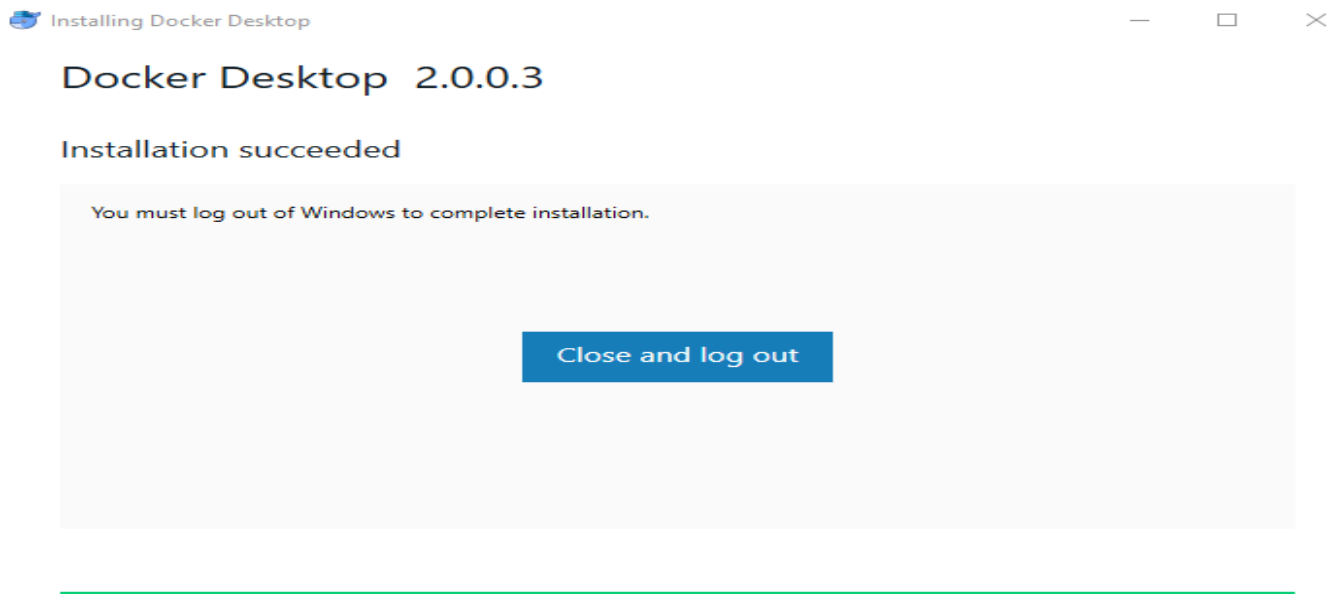 Installing Docker Desktop
Docker Desktop 2.0.0.3
Installation succeeded
You must log out of Windows to complete installation.
Close and log out